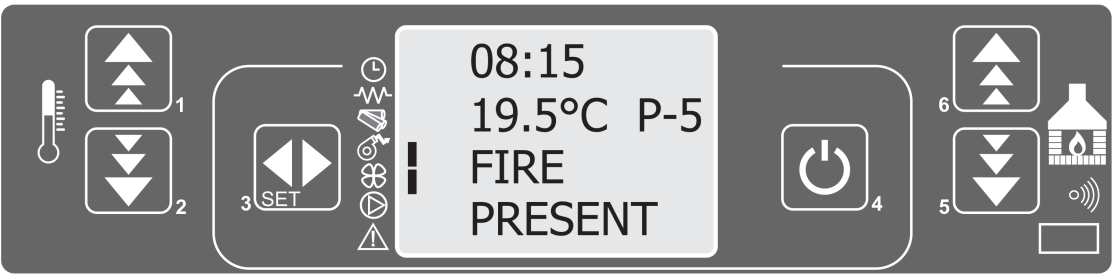 08:15
19.5°C P-5
FIRE
PRESENT
1
2
3 SET
4
6
5